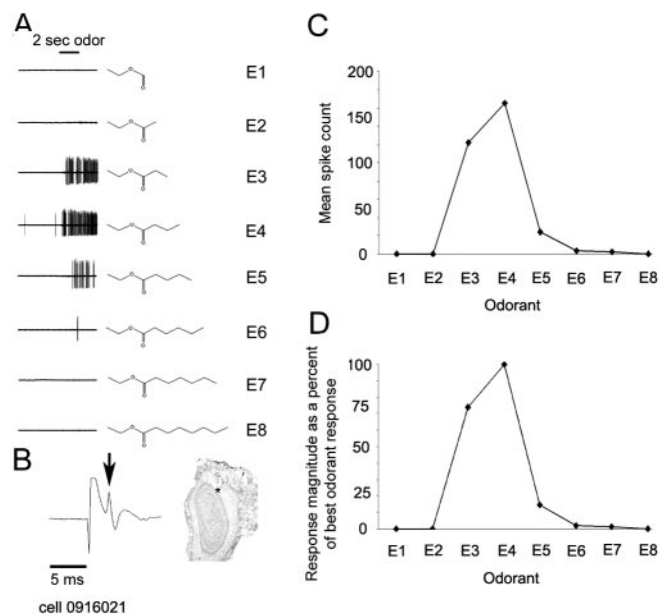 A
2 sec odor
E1
E2
E3
E4
E5
E6
E7
E8
B
5 ms
cell 0916021
*
C
Mean spike count
200
150
100
50
0
E1 E2 E3 E4 E5 E6 E7 E8
Odorant
D
Response magnitude as a percent
of best odorant response
100
75
50
25
0
E1 E2 E3 E4 E5 E6 E7 E8
Odorant